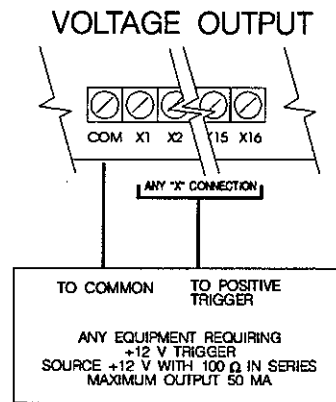 VOLTAGE OUTPUT
COM X1 X2 X15 X16
ANY "X" CONNECTION
TO COMMON TO POSITIVE
TRIGGER
ANY EQUIPMENT REQUIRING
+12 V TRIGGER
SOURCE +12 V WITH 100 Ω IN SERIES
MAXIMUM OUTPUT 50 MA